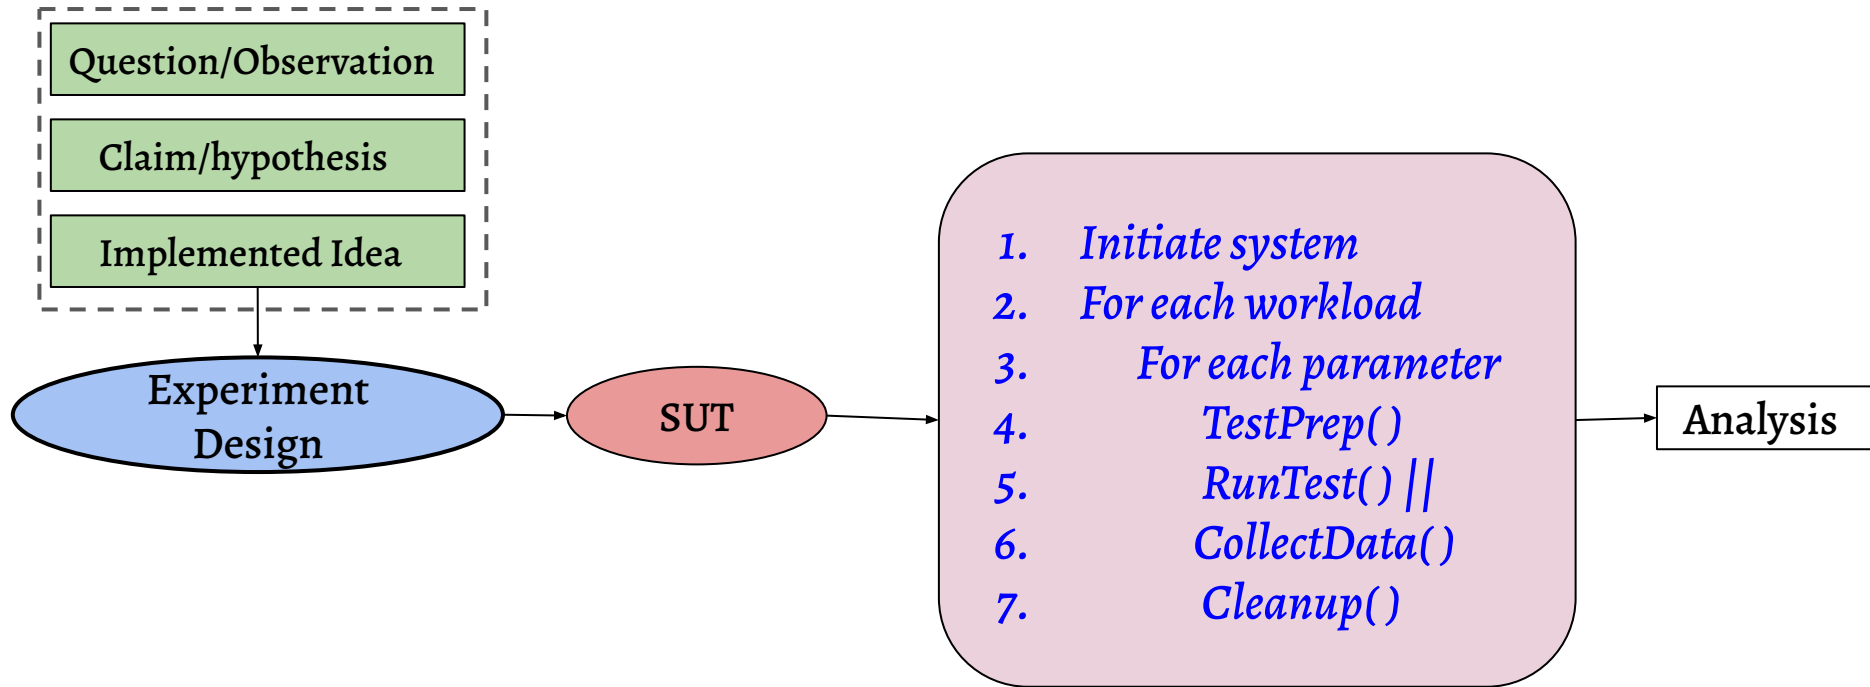 Question/Observation
Claim/hypothesis
Implemented Idea
Experiment
Design
SUT
1. Initiate system
2. For each workload
3. For each parameter
4. TestPrep( )
5. RunTest( ) ||
6. CollectData( )
7. Cleanup( )
Analysis